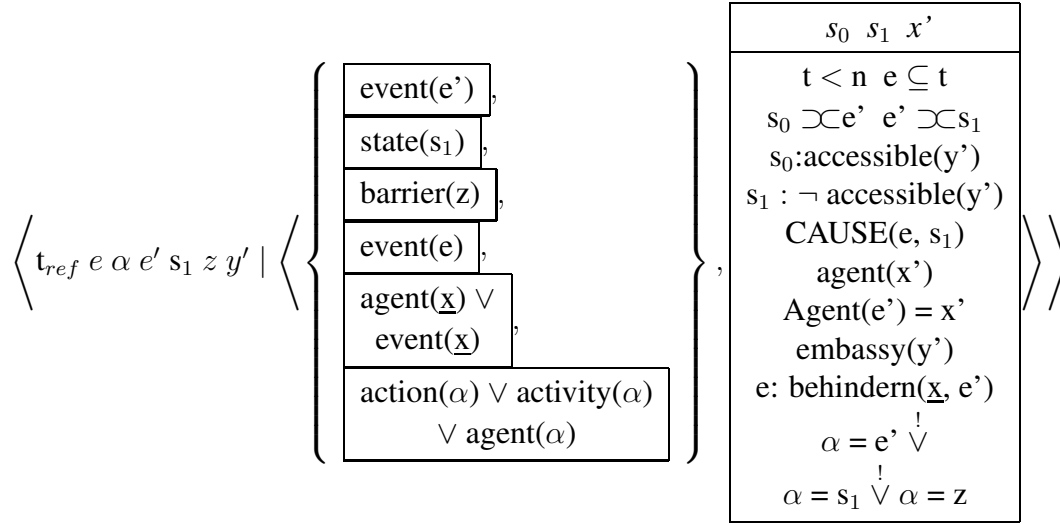 ⟨ t_ref e α e′ s₁ z y′ | ⟨ {
event(e’) ,
state(s₁) ,
barrier(z) ,
event(e) ,
agent(x̲) ∨
event(x̲) ,
action(α) ∨ activity(α)
∨ agent(α)
} ,
s₀ s₁ x’
t < n e ⊆ t
s₀ ⊃⊂ e’ e’ ⊃⊂ s₁
s₀:accessible(y’)
s₁ : ¬ accessible(y’)
CAUSE(e, s₁)
agent(x’)
Agent(e’) = x’
embassy(y’)
e: behindern(x̲, e’)
!
α = e’ ∨
!
α = s₁ ∨ α = z
⟩⟩